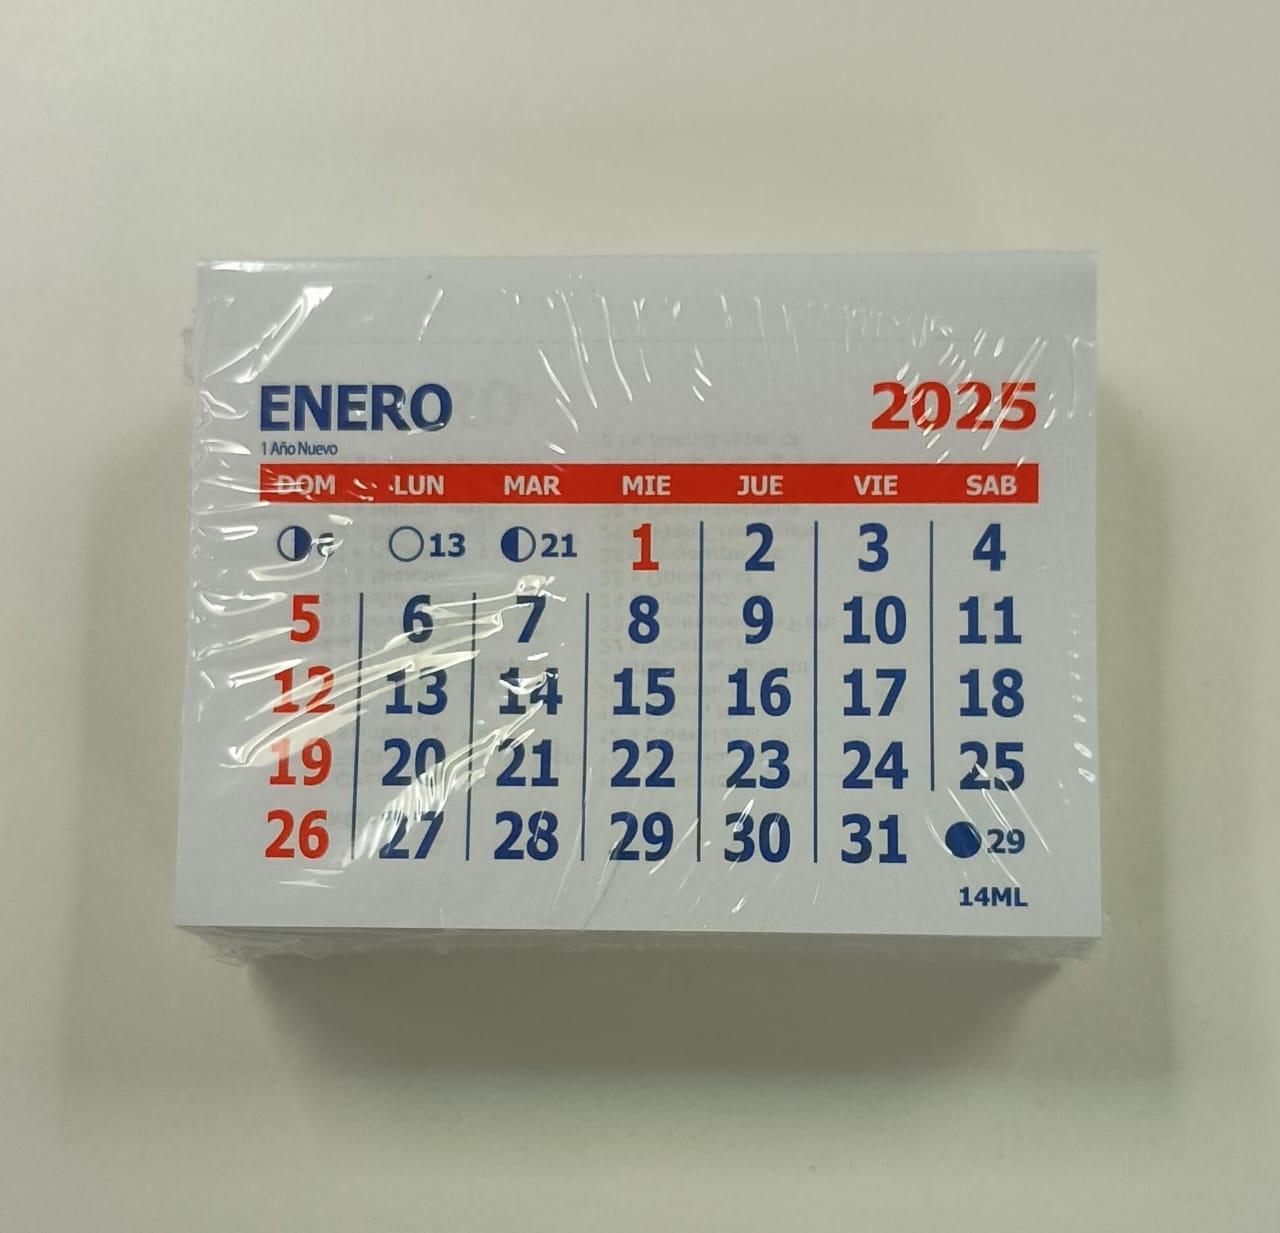 ENERO 2025
1 Año Nuevo
DOM LUN MAR MIE JUE VIE SAB
6 13 21 1 2 3 4
5 6 7 8 9 10 11
12 13 14 15 16 17 18
19 20 21 22 23 24 25
26 27 28 29 30 31 29
14ML